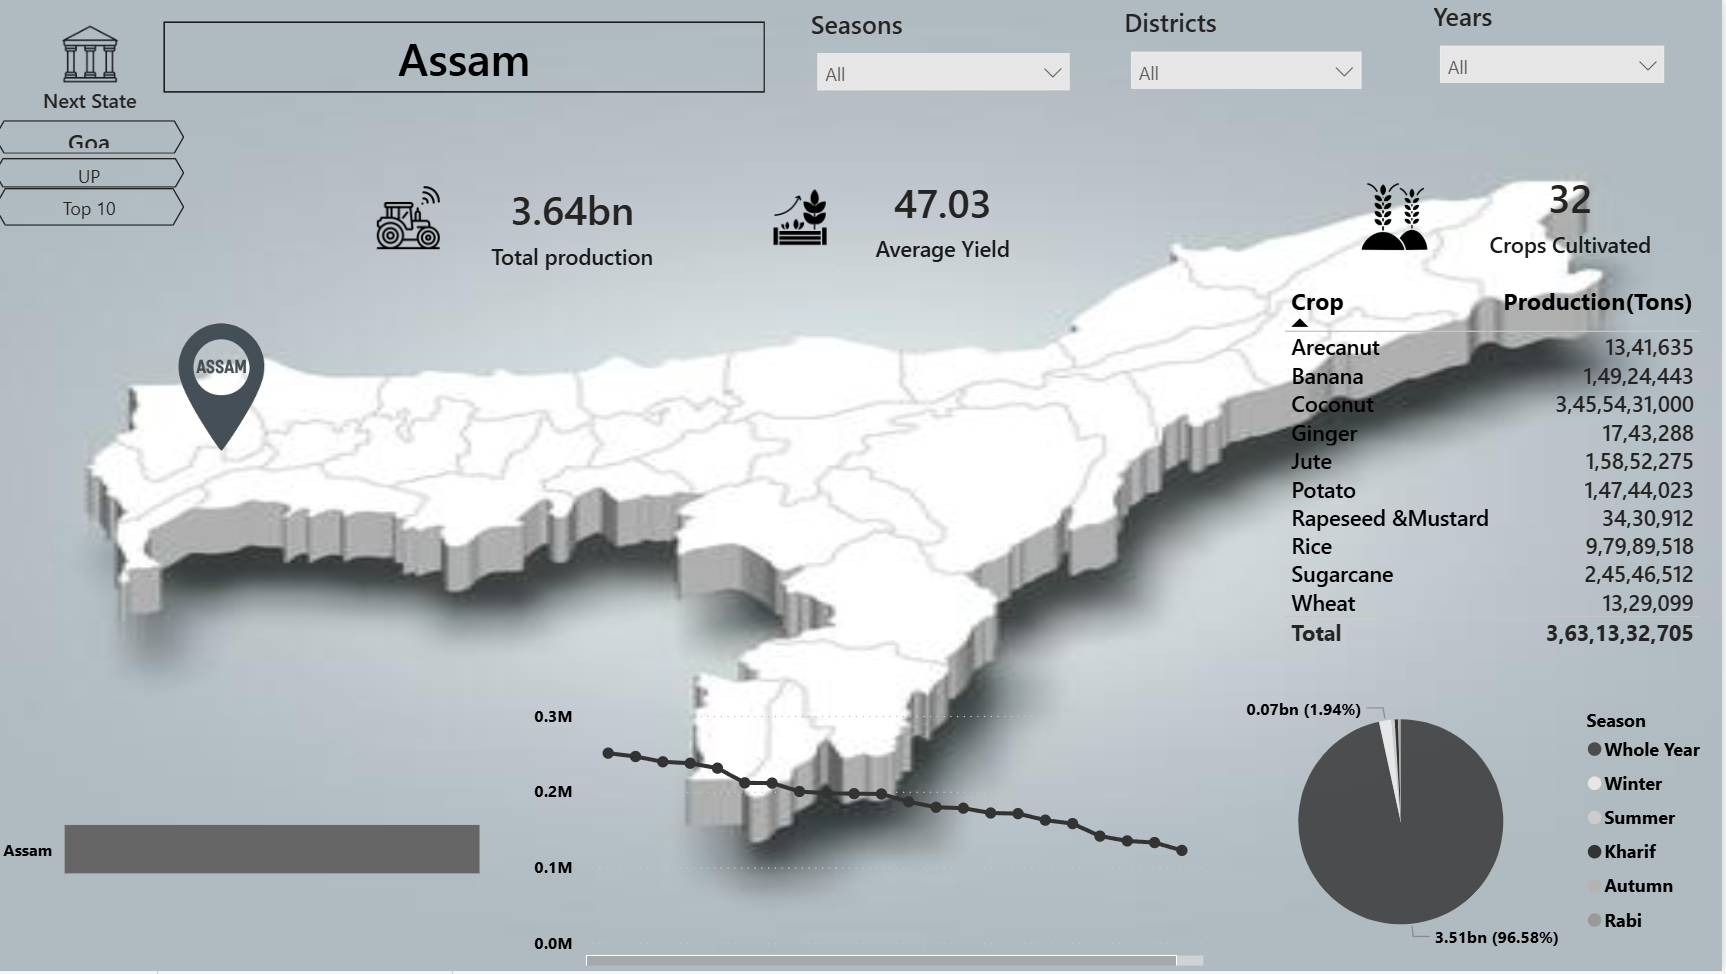 Next State
Assam
Seasons
All
Districts
All
Years
All
Goa
UP
Top 10
3.64bn
Total production
47.03
Average Yield
32
Crops Cultivated
ASSAM
Crop Production(Tons)
Arecanut 13,41,635
Banana 1,49,24,443
Coconut 3,45,54,31,000
Ginger 17,43,288
Jute 1,58,52,275
Potato 1,47,44,023
Rapeseed &Mustard 34,30,912
Rice 9,79,89,518
Sugarcane 2,45,46,512
Wheat 13,29,099
Total 3,63,13,32,705
Assam
0.3M
0.2M
0.1M
0.0M
0.07bn (1.94%)
3.51bn (96.58%)
Season
Whole Year
Winter
Summer
Kharif
Autumn
Rabi